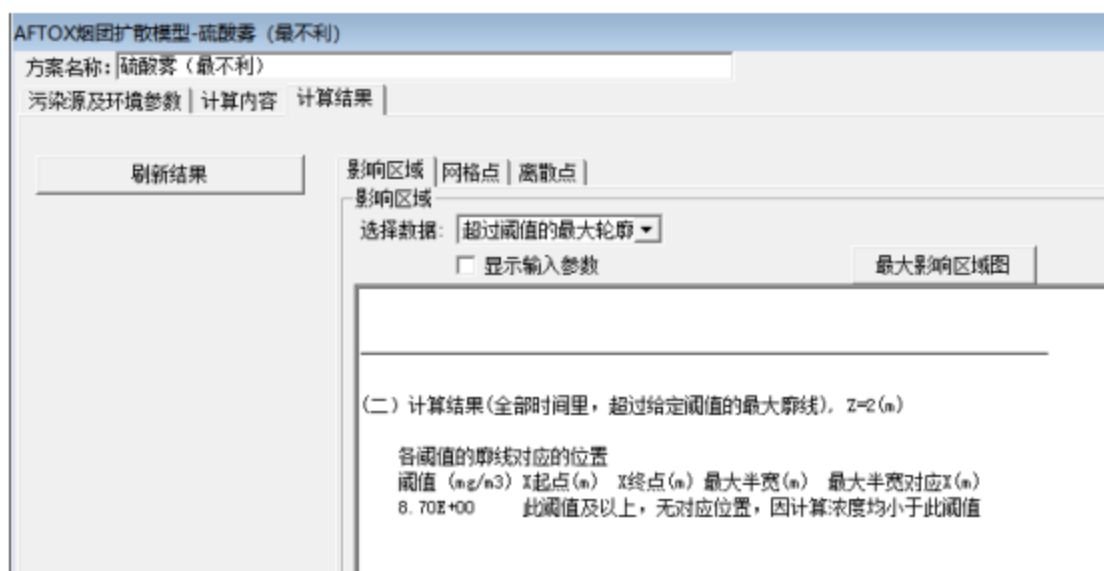 AFTOX烟团扩散模型-硫酸雾（最不利）
方案名称: 硫酸雾（最不利）
污染源及环境参数 计算内容 计算结果
刷新结果
影响区域 网格点 离散点
影响区域
选择数据: 超过阈值的最大轮廓
显示输入参数
最大影响区域图
(二) 计算结果(全部时间里，超过给定阈值的最大廓线), Z=2(m)
各阈值的廓线对应的位置
阈值 (mg/m3) X起点(m) X终点(m) 最大半宽(m) 最大半宽对应X(m)
8.70E+00 此阈值及以上，无对应位置，因计算浓度均小于此阈值